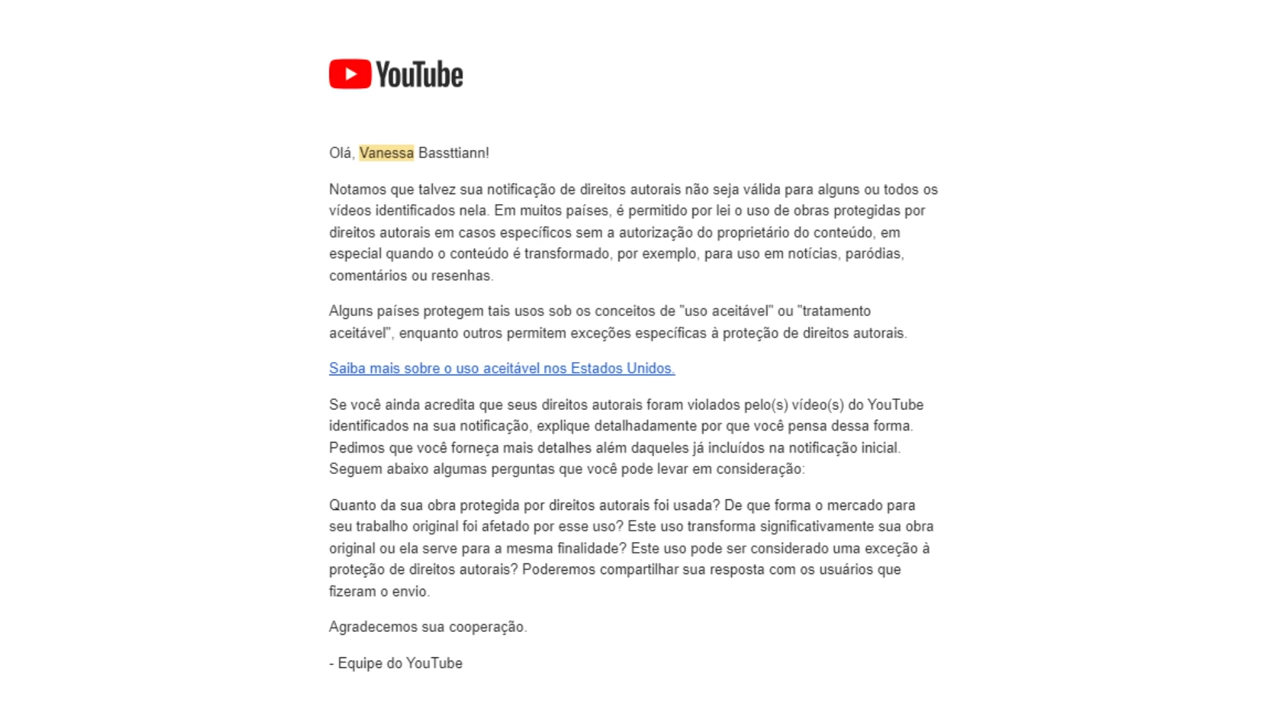 YouTube
Olá, Vanessa Bassttiann!
Notamos que talvez sua notificação de direitos autorais não seja válida para alguns ou todos os
vídeos identificados nela. Em muitos países, é permitido por lei o uso de obras protegidas por
direitos autorais em casos específicos sem a autorização do proprietário do conteúdo, em
especial quando o conteúdo é transformado, por exemplo, para uso em notícias, paródias,
comentários ou resenhas.
Alguns países protegem tais usos sob os conceitos de "uso aceitável" ou "tratamento
aceitável", enquanto outros permitem exceções específicas à proteção de direitos autorais.
Saiba mais sobre o uso aceitável nos Estados Unidos.
Se você ainda acredita que seus direitos autorais foram violados pelo(s) vídeo(s) do YouTube
identificados na sua notificação, explique detalhadamente por que você pensa dessa forma.
Pedimos que você forneça mais detalhes além daqueles já incluídos na notificação inicial.
Seguem abaixo algumas perguntas que você pode levar em consideração:
Quanto da sua obra protegida por direitos autorais foi usada? De que forma o mercado para
seu trabalho original foi afetado por esse uso? Este uso transforma significativamente sua obra
original ou ela serve para a mesma finalidade? Este uso pode ser considerado uma exceção à
proteção de direitos autorais? Poderemos compartilhar sua resposta com os usuários que
fizeram o envio.
Agradecemos sua cooperação.
- Equipe do YouTube